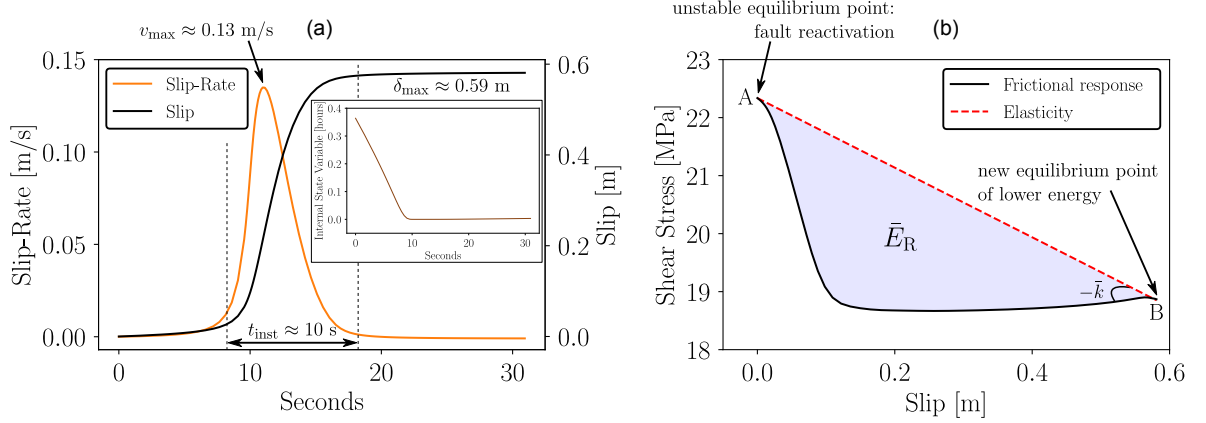 (a)
v_max ≈ 0.13 m/s
0.15
0.10
0.05
0.00
Slip-Rate [m/s]
Slip-Rate
Slip
δ_max ≈ 0.59 m
0.6
0.4
0.2
0.0
Slip [m]
Internal State Variable [hours]
0.4
0.3
0.2
0.1
0.0
0
10
20
30
Seconds
t_inst ≈ 10 s
0
10
20
30
Seconds
unstable equilibrium point:
fault reactivation
(b)
23
22
21
20
19
18
Shear Stress [MPa]
A
Frictional response
Elasticity
new equilibrium point
of lower energy
Ē_R
−k̄
B
0.0
0.2
0.4
0.6
Slip [m]